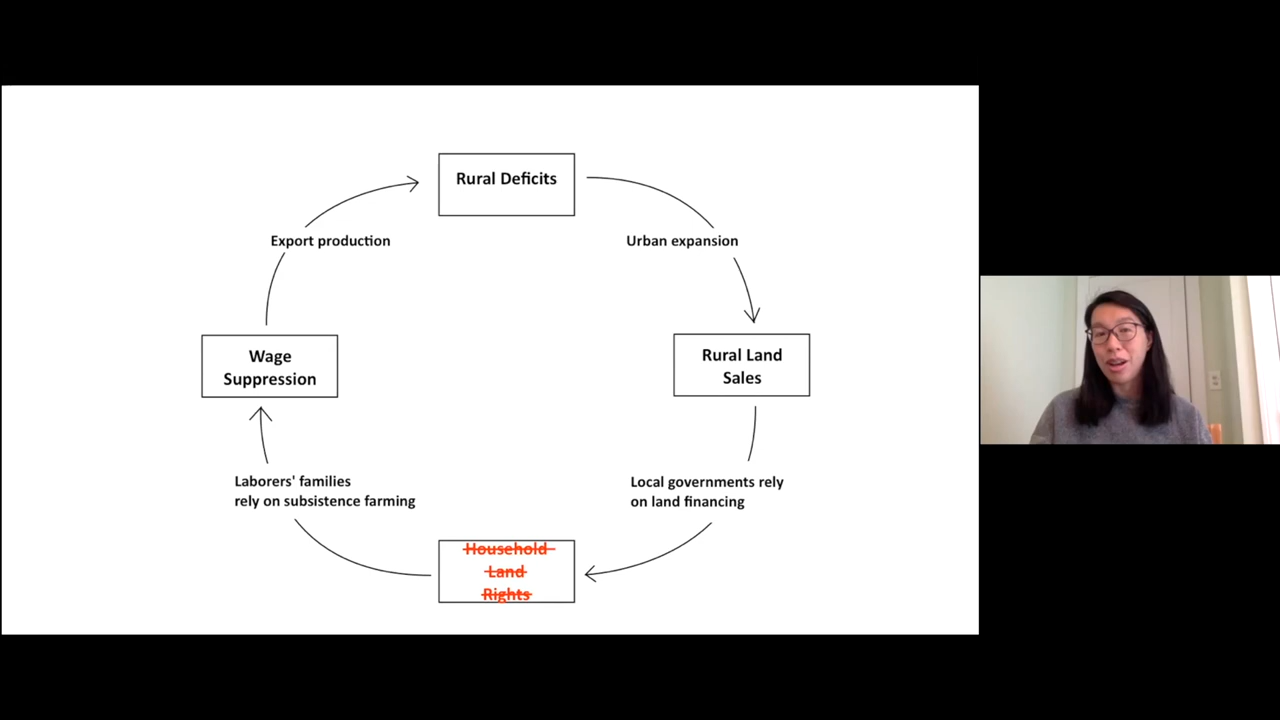 Rural Deficits
Export production
Urban expansion
Wage
Suppression
Rural Land
Sales
Laborers' families
rely on subsistence farming
Local governments rely
on land financing
Household
Land
Rights